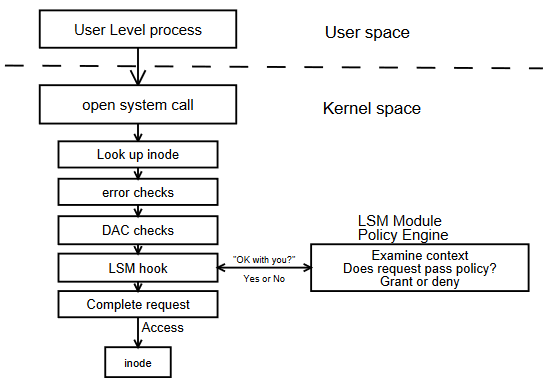 User Level process
User space
open system call
Kernel space
Look up inode
error checks
DAC checks
LSM hook
"OK with you?"
Yes or No
LSM Module
Policy Engine
Examine context
Does request pass policy?
Grant or deny
Complete request
Access
inode